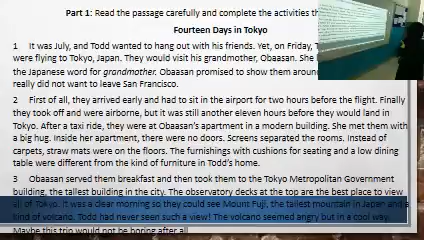 Part 1: Read the passage carefully and complete the activities th
Fourteen Days in Tokyo
1 It was July, and Todd wanted to hang out with his friends. Yet, on Friday, T
were flying to Tokyo, Japan. They would visit his grandmother, Obaasan. She
the Japanese word for grandmother. Obaasan promised to show them aroun
really did not want to leave San Francisco.
2 First of all, they arrived early and had to sit in the airport for two hours before the flight. Finally
they took off and were airborne, but it was still another eleven hours before they would land in
Tokyo. After a taxi ride, they were at Obaasan's apartment in a modern building. She met them with
a big hug. Inside her apartment, there were no doors. Screens separated the rooms. Instead of
carpets, straw mats were on the floors. The furnishings with cushions for seating and a low dining
table were different from the kind of furniture in Todd's home.
3 Obaasan served them breakfast and then took them to the Tokyo Metropolitan Government
building, the tallest building in the city. The observatory decks at the top are the best place to view
all of Tokyo. It was a clear morning so they could see Mount Fuji, the tallest mountain in Japan and a
kind of volcano. Todd had never seen such a view! The volcano seemed angry but in a cool way.
Maybe this trip would not be boring after all